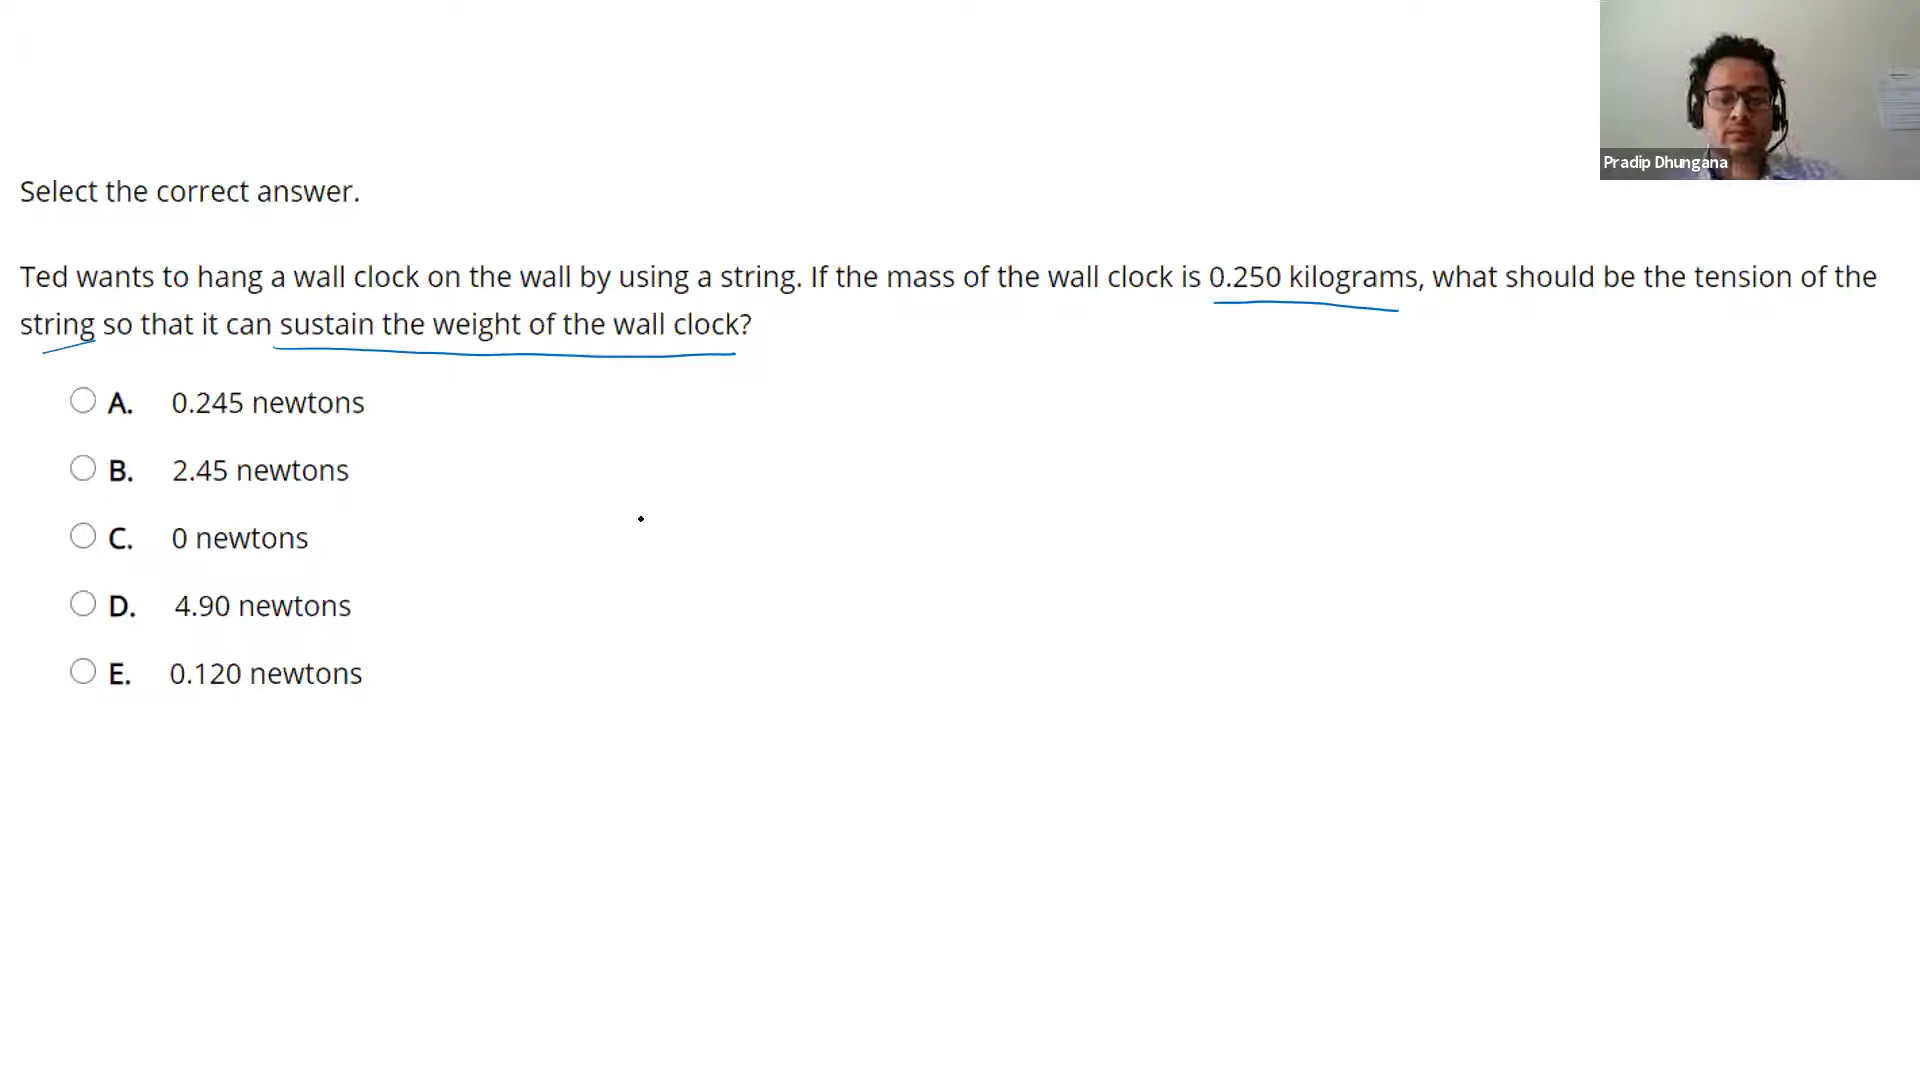 Pradip Dhungana
Select the correct answer.
Ted wants to hang a wall clock on the wall by using a string. If the mass of the wall clock is 0.250 kilograms, what should be the tension of the
string so that it can sustain the weight of the wall clock?
A. 0.245 newtons
B. 2.45 newtons
C. 0 newtons
D. 4.90 newtons
E. 0.120 newtons